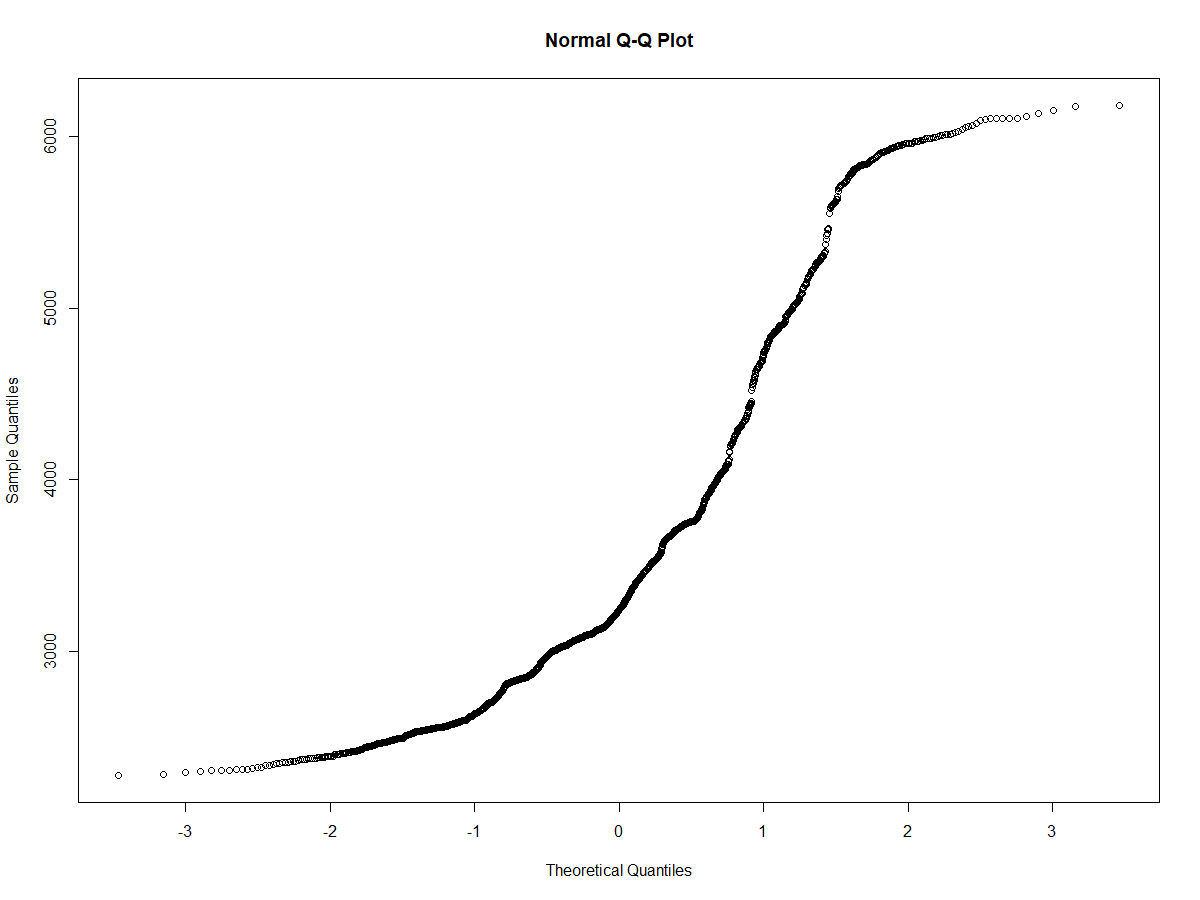 Normal Q-Q Plot
6000
5000
4000
3000
Sample Quantiles
-3 -2 -1 0 1 2 3
Theoretical Quantiles